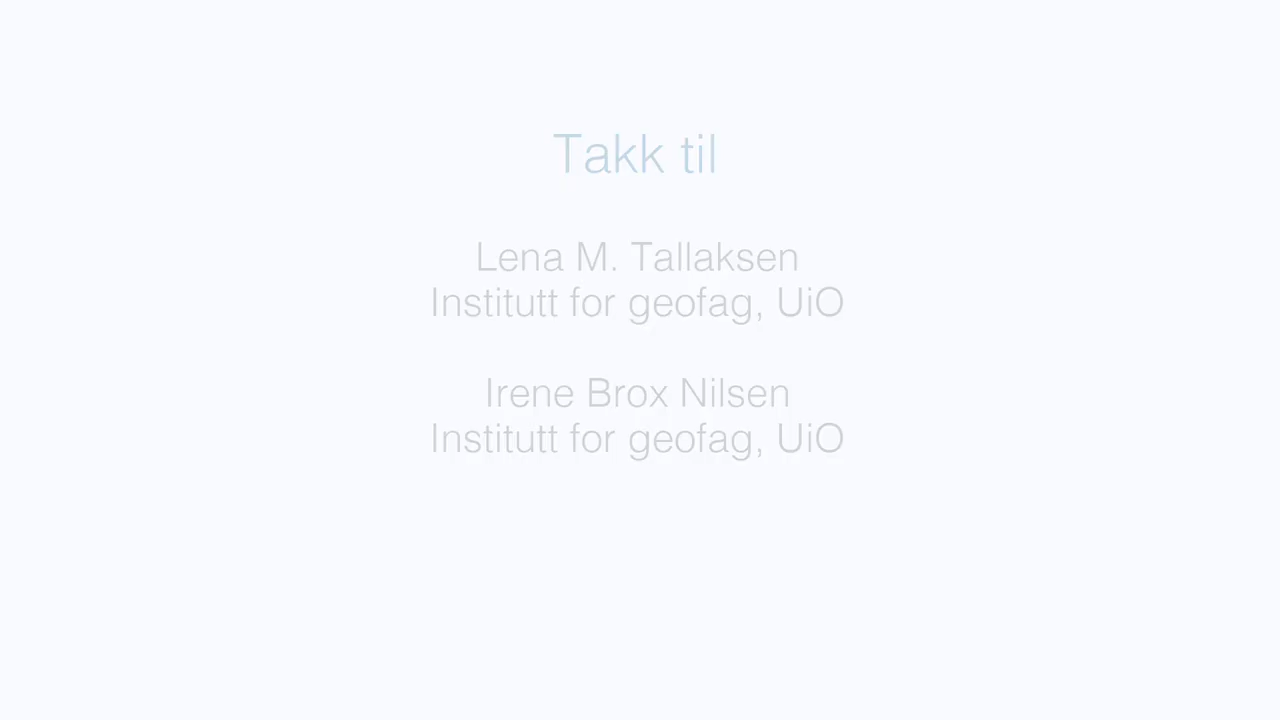 Takk til
Lena M. Tallaksen
Institutt for geofag, UiO
Irene Brox Nilsen
Institutt for geofag, UiO